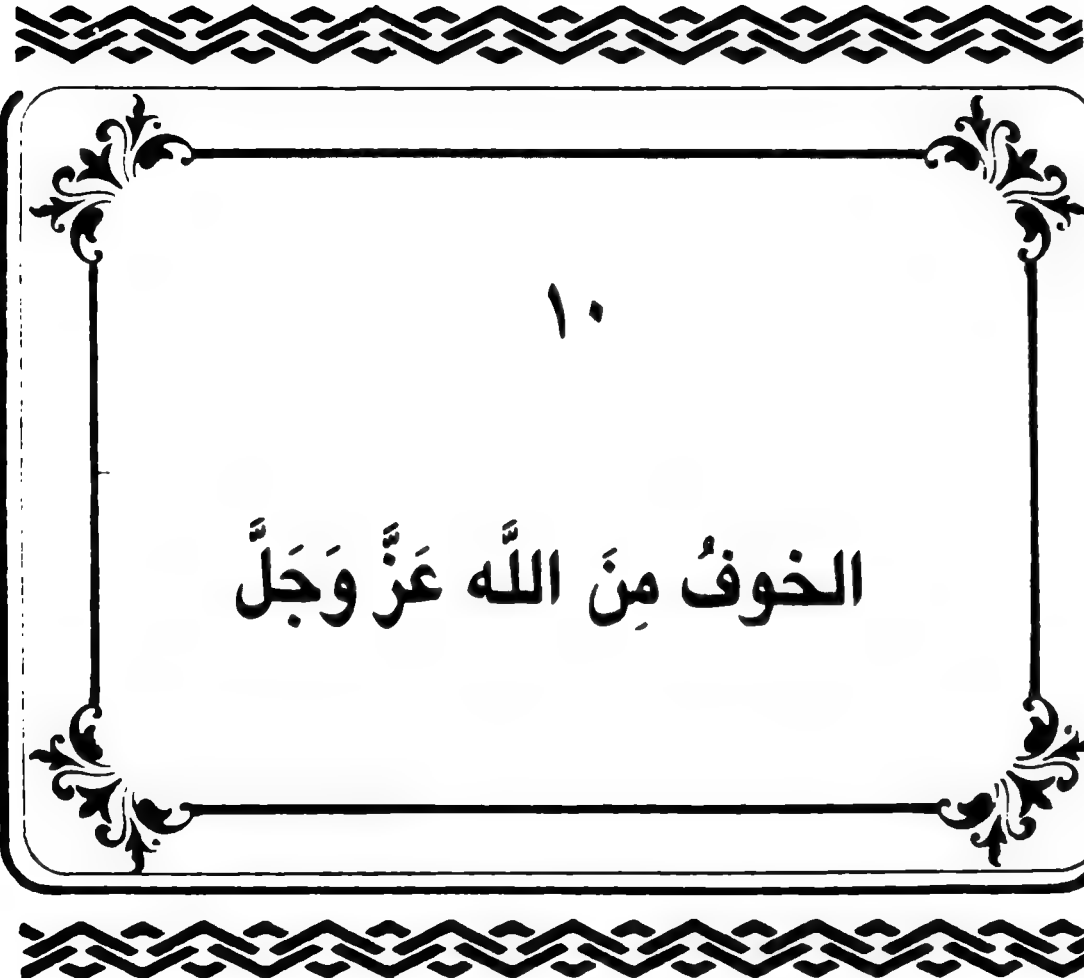 ١٠
الخوفُ مِنَ اللَّه عَزَّ وَجَلَّ